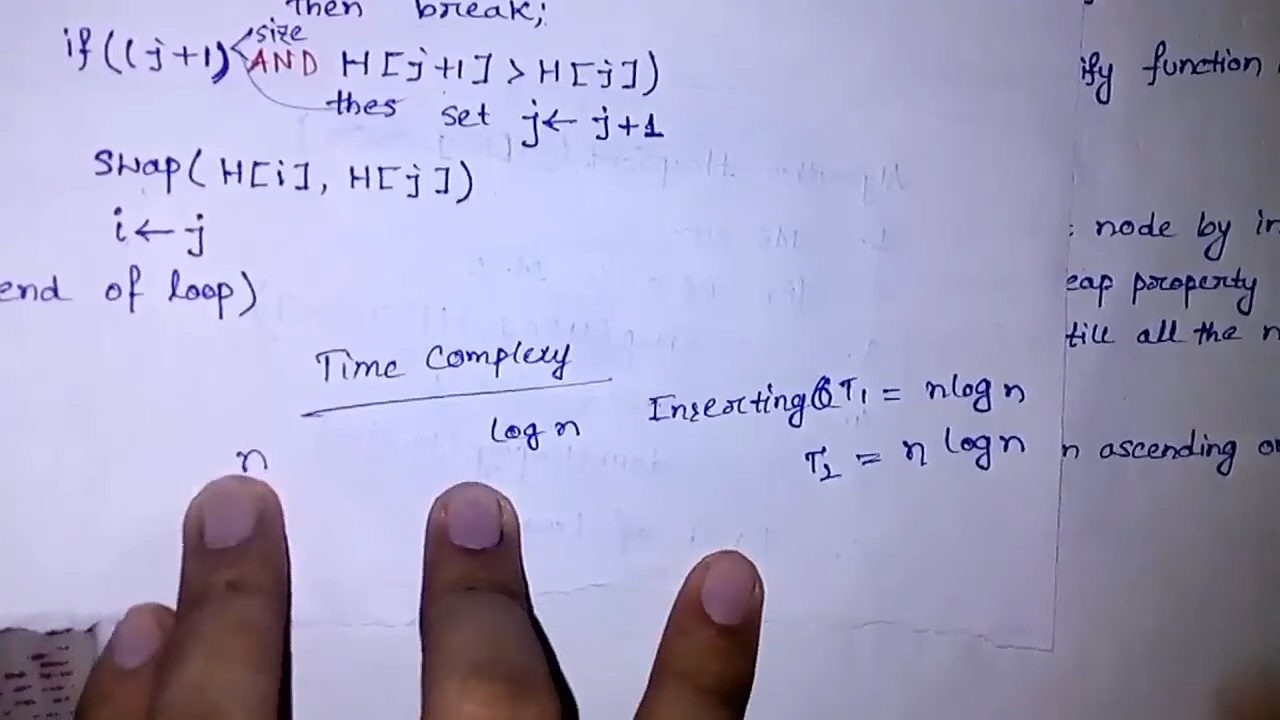 then break;
if((j+1)<size AND H[j+1]>H[j])
thes set j← j+1
Swap(H[i], H[j])
i←j
end of loop)
Time Complexy
n
log n
Inserting T₁ = nlog n
T₂ = n log n
ify function
node by in
eap property
till all the n
n ascending o